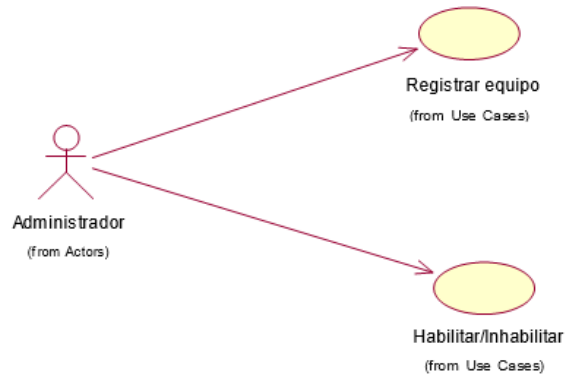 Registrar equipo
(from Use Cases)
Administrador
(from Actors)
Habilitar/Inhabilitar
(from Use Cases)